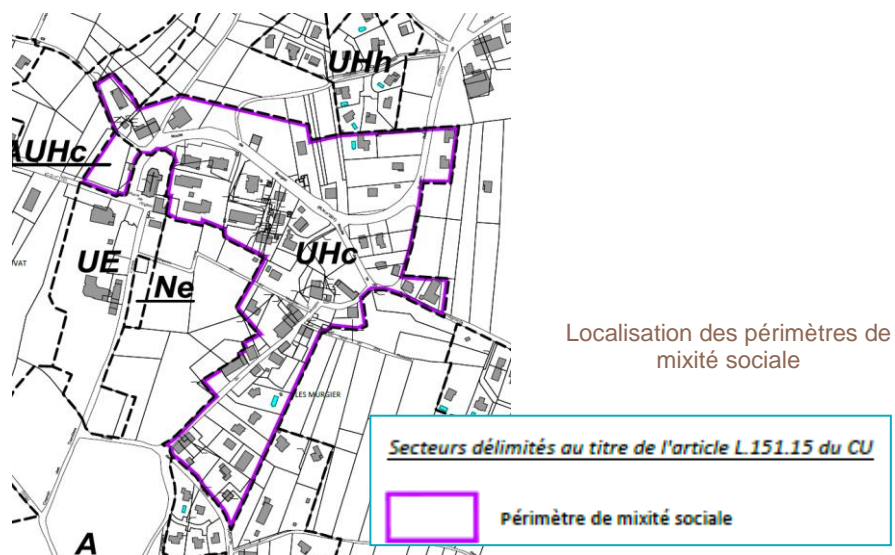 UHh
AUHc
UHc
UE
Ne
VAT
LES MURGIER
A
Localisation des périmètres de
mixité sociale
Secteurs délimités au titre de l'article L.151.15 du CU
Périmètre de mixité sociale